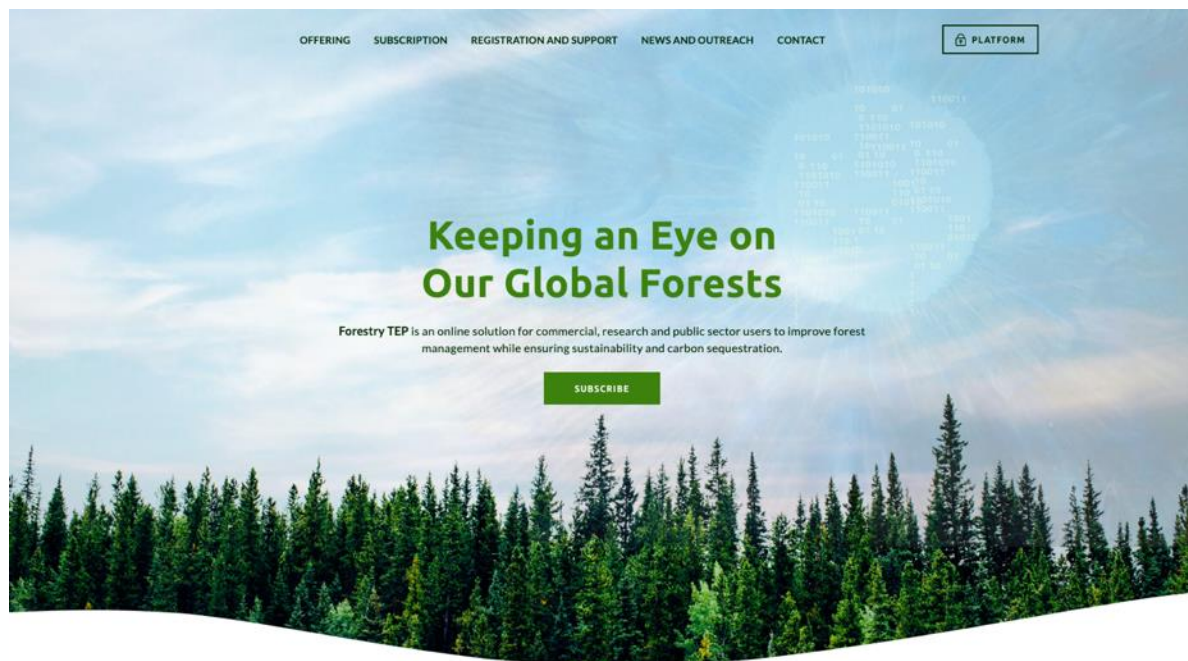 OFFERING SUBSCRIPTION REGISTRATION AND SUPPORT NEWS AND OUTREACH CONTACT PLATFORM
Keeping an Eye on
Our Global Forests
Forestry TEP is an online solution for commercial, research and public sector users to improve forest
management while ensuring sustainability and carbon sequestration.
SUBSCRIBE